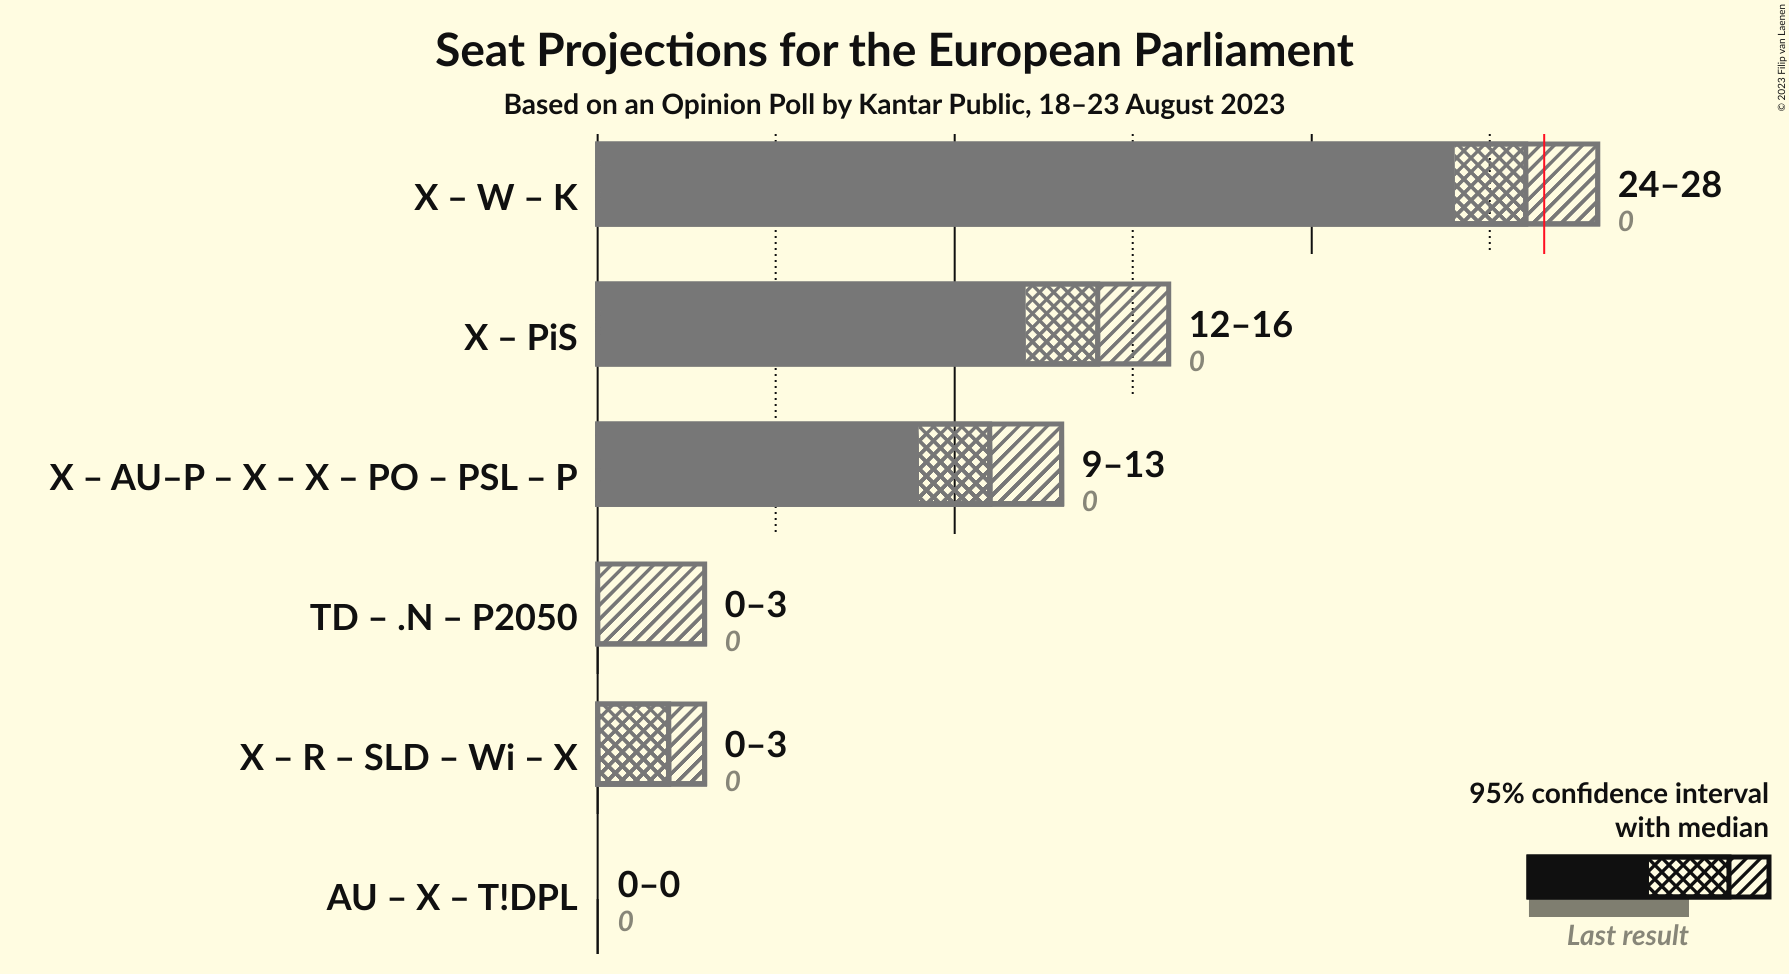 Seat Projections for the European Parliament
Based on an Opinion Poll by Kantar Public, 18–23 August 2023
© 2023 Filip van Laenen
X – W – K
24–28
0
X – PiS
12–16
0
X – AU–P – X – X – PO – PSL – P
9–13
0
TD – .N – P2050
0–3
0
X – R – SLD – Wi – X
0–3
0
AU – X – T!DPL
0–0
0
95% confidence interval
with median
Last result